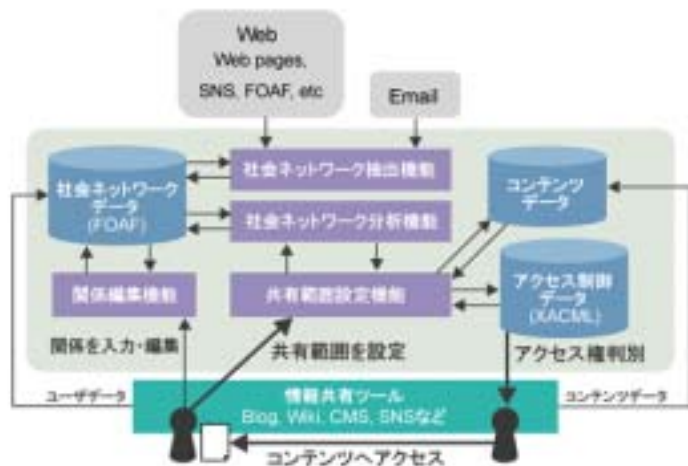 Web
Web pages,
SNS, FOAF, etc
Email
社会ネットワーク
データ
(FOAF)
社会ネットワーク抽出機能
社会ネットワーク分析機能
コンテンツ
データ
関係編集機能
共有範囲設定機能
アクセス制御
データ
(XACML)
関係を入力・編集
共有範囲を設定
アクセス権判別
ユーザデータ
情報共有ツール
Blog, Wiki, CMS, SNSなど
コンテンツデータ
コンテンツへアクセス